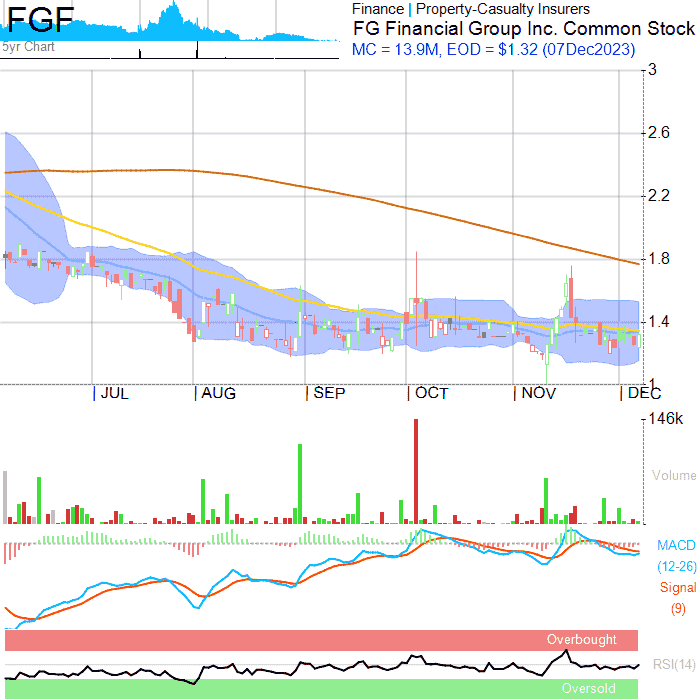 FGF
5yr Chart
Finance | Property-Casualty Insurers
FG Financial Group Inc. Common Stock
MC = 13.9M, EOD = $1.32 (07Dec2023)
3
2.6
2.2
1.8
1.4
1
JUL AUG SEP OCT NOV DEC
146k
Volume
MACD
(12-26)
Signal
(9)
Overbought
RSI(14)
Oversold